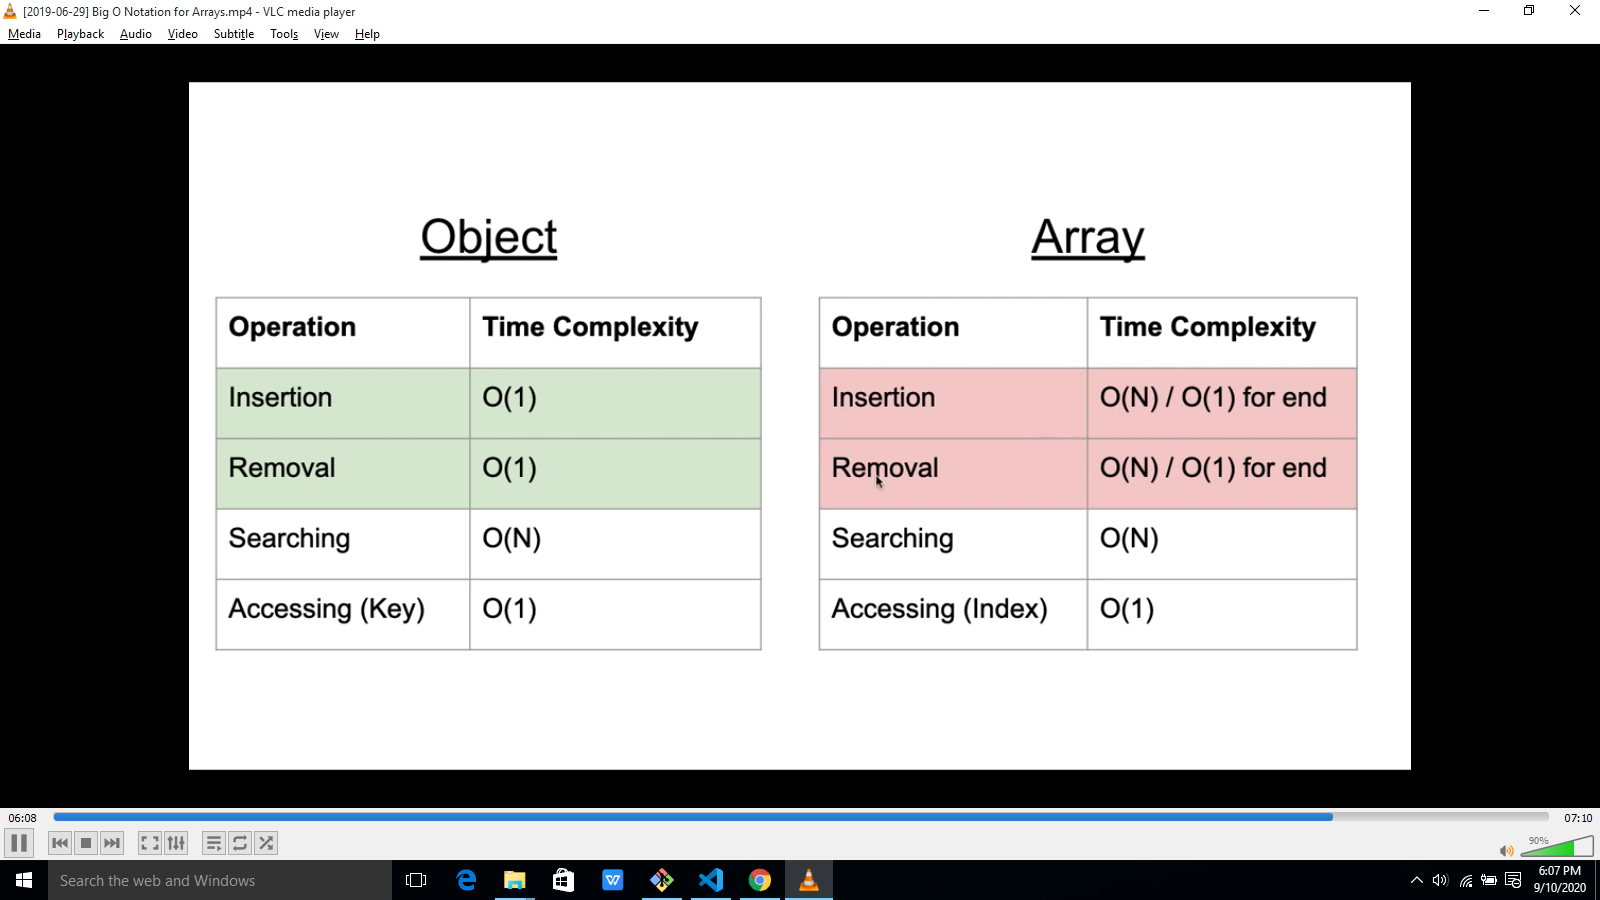 [2019-06-29] Big O Notation for Arrays.mp4 - VLC media player
Media Playback Audio Video Subtitle Tools View Help
Object
Operation Time Complexity
Insertion O(1)
Removal O(1)
Searching O(N)
Accessing (Key) O(1)
Array
Operation Time Complexity
Insertion O(N) / O(1) for end
Removal O(N) / O(1) for end
Searching O(N)
Accessing (Index) O(1)
06:08 07:10
90%
Search the web and Windows
6:07 PM
9/10/2020